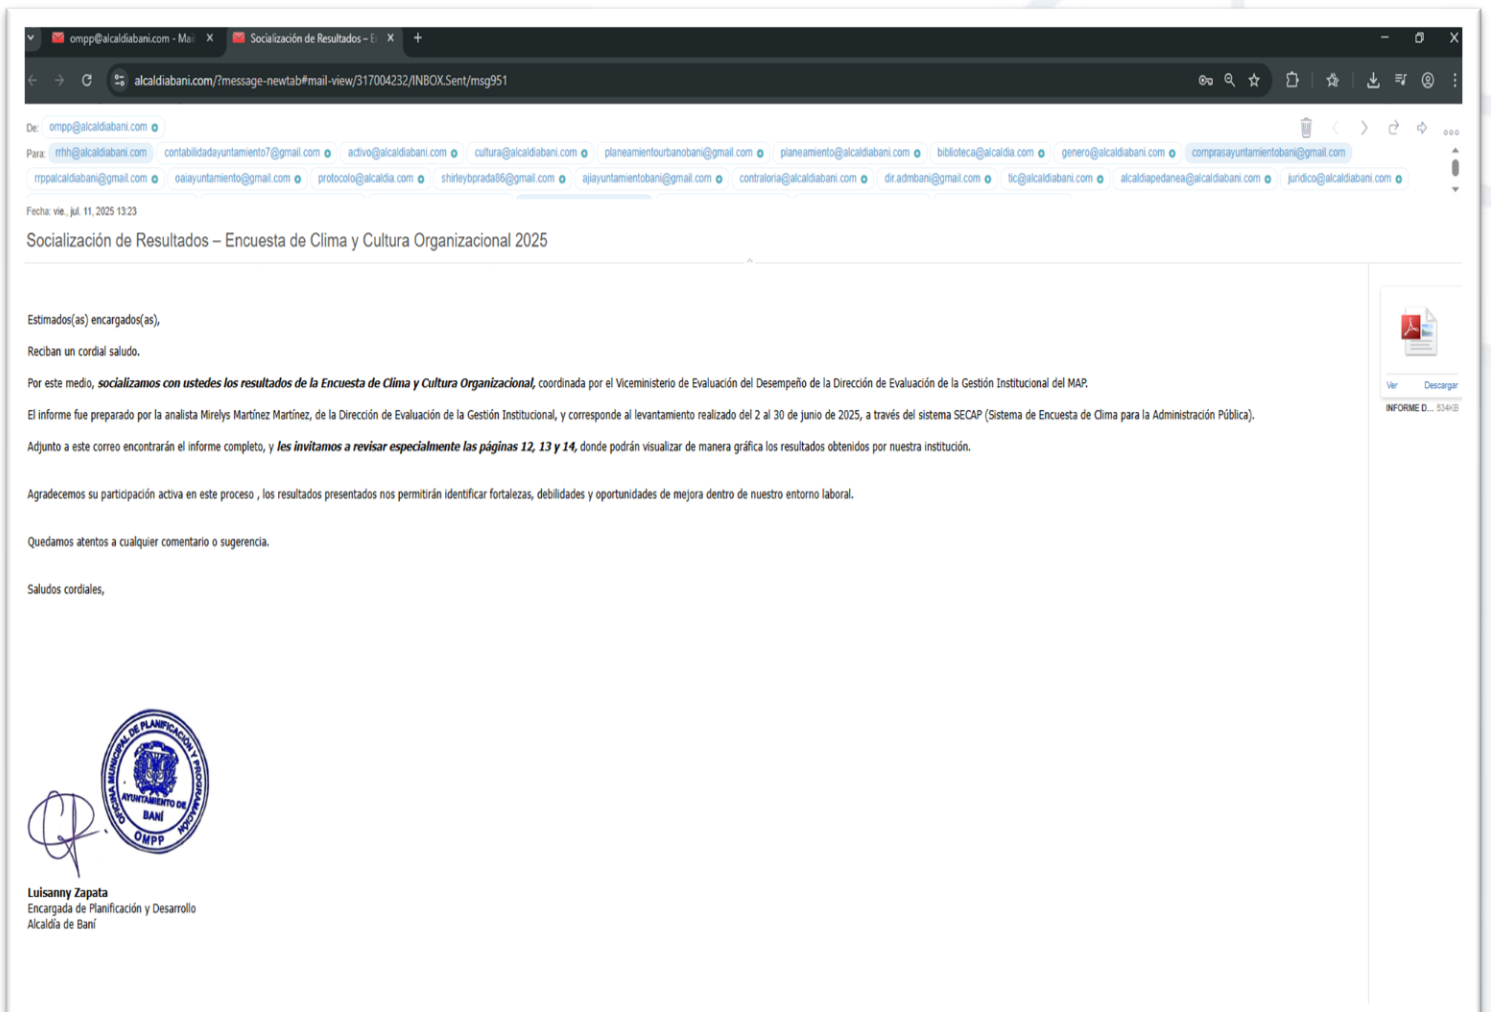 ompp@alcaldiabani.com - Mai
Socialización de Resultados – E
alcaldiabani.com/?message-newtab#mail-view/317004232/INBOX.Sent/msg951
De: ompp@alcaldiabani.com
Para: rrhh@alcaldiabani.com contabilidadayuntamiento7@gmail.com activo@alcaldiabani.com cultura@alcaldiabani.com planeamientourbanobani@gmail.com planeamiento@alcaldiabani.com biblioteca@alcaldia.com genero@alcaldiabani.com comprasayuntamientobani@gmail.com
rrppalcaldiabani@gmail.com oaiayuntamiento@gmail.com protocolo@alcaldia.com shirleybprada86@gmail.com ajiayuntamientobani@gmail.com contraloria@alcaldiabani.com dir.admbani@gmail.com tic@alcaldiabani.com alcaldiapedanea@alcaldiabani.com juridico@alcaldiabani.com
Fecha: vie., jul. 11, 2025 13:23
Socialización de Resultados – Encuesta de Clima y Cultura Organizacional 2025
Estimados(as) encargados(as),
Reciban un cordial saludo.
Por este medio, socializamos con ustedes los resultados de la Encuesta de Clima y Cultura Organizacional, coordinada por el Viceministerio de Evaluación del Desempeño de la Dirección de Evaluación de la Gestión Institucional del MAP.
El informe fue preparado por la analista Mirelys Martínez Martínez, de la Dirección de Evaluación de la Gestión Institucional, y corresponde al levantamiento realizado del 2 al 30 de junio de 2025, a través del sistema SECAP (Sistema de Encuesta de Clima para la Administración Pública).
Adjunto a este correo encontrarán el informe completo, y les invitamos a revisar especialmente las páginas 12, 13 y 14, donde podrán visualizar de manera gráfica los resultados obtenidos por nuestra institución.
Agradecemos su participación activa en este proceso , los resultados presentados nos permitirán identificar fortalezas, debilidades y oportunidades de mejora dentro de nuestro entorno laboral.
Quedamos atentos a cualquier comentario o sugerencia.
Saludos cordiales,
Ver Descargar
INFORME D... 534KB
OFICINA MUNICIPAL DE PLANIFICACIÓN Y PROGRAMACIÓN
AYUNTAMIENTO DE
BANÍ
OMPP
Luisanny Zapata
Encargada de Planificación y Desarrollo
Alcaldía de Baní